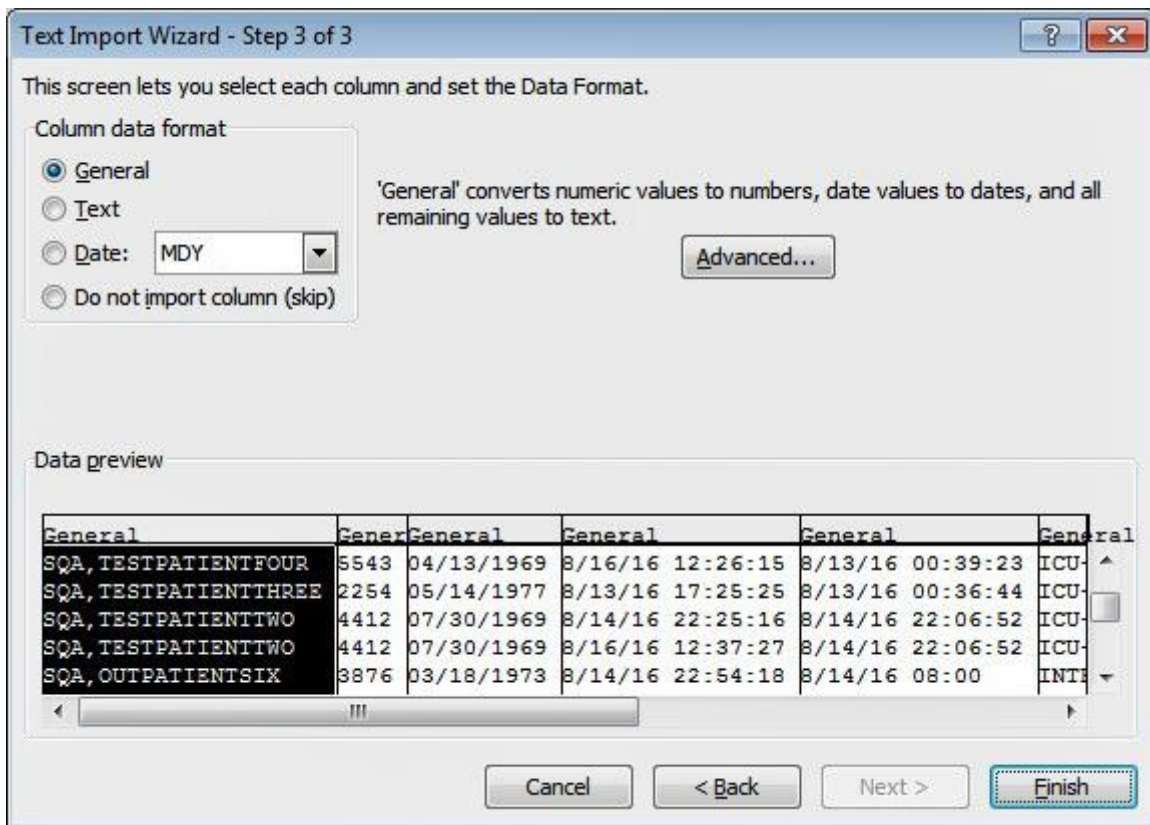 Text Import Wizard - Step 3 of 3
This screen lets you select each column and set the Data Format.
Column data format
General
Text
Date: MDY
Do not import column (skip)
'General' converts numeric values to numbers, date values to dates, and all
remaining values to text.
Advanced...
Data preview
General Gener General General General General
SQA,TESTPATIENTFOUR 5543 04/13/1969 8/16/16 12:26:15 8/13/16 00:39:23 ICU-
SQA,TESTPATIENTTHREE 2254 05/14/1977 8/13/16 17:25:25 8/13/16 00:36:44 ICU-
SQA,TESTPATIENTTWO 4412 07/30/1969 8/14/16 22:25:16 8/14/16 22:06:52 ICU-
SQA,TESTPATIENTTWO 4412 07/30/1969 8/16/16 12:37:27 8/14/16 22:06:52 ICU-
SQA,OUTPATIENTSIX 3876 03/18/1973 8/14/16 22:54:18 8/14/16 08:00
Cancel < Back Next > Finish